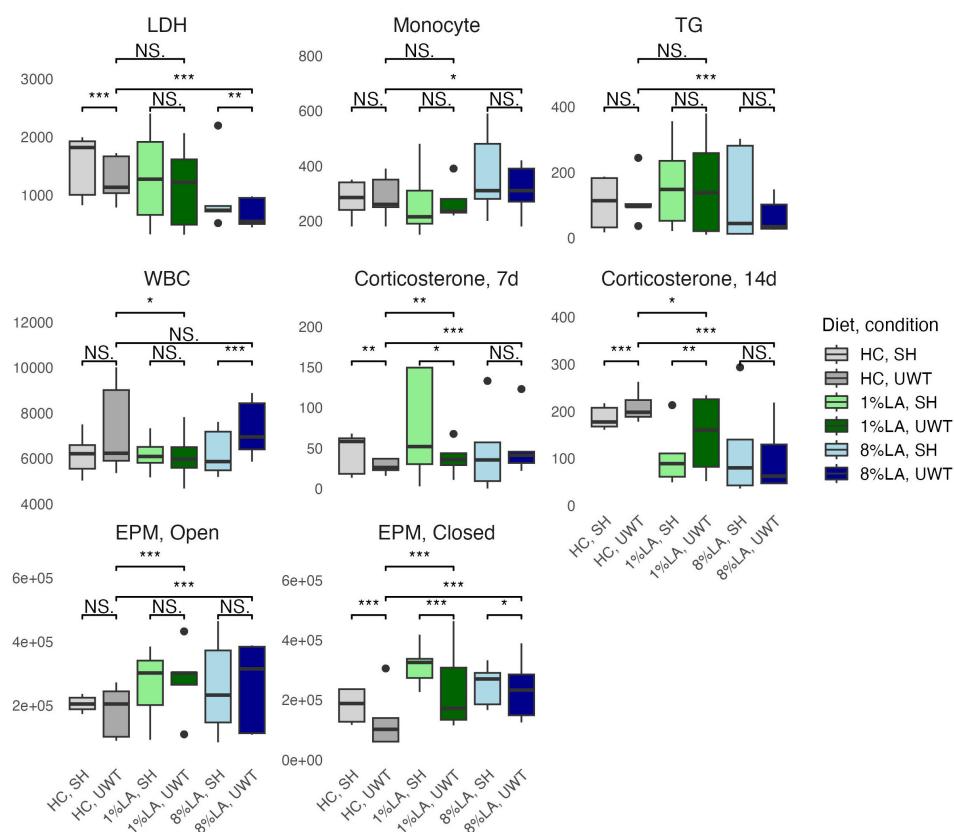 LDH
Monocyte
TG
NS.
***
***
NS.
**
3000
2000
1000
NS.
*
NS.
NS.
NS.
800
600
400
200
NS.
***
NS.
NS.
NS.
400
200
0
WBC
Corticosterone, 7d
Corticosterone, 14d
*
NS.
NS.
NS.
***
12000
10000
8000
6000
4000
**
***
**
*
NS.
200
150
100
50
0
*
***
***
**
NS.
400
300
200
100
0
HC, SH
HC, UWT
1%LA, SH
1%LA, UWT
8%LA, SH
8%LA, UWT
Diet, condition
HC, SH
HC, UWT
1%LA, SH
1%LA, UWT
8%LA, SH
8%LA, UWT
EPM, Open
EPM, Closed
***
***
NS.
NS.
NS.
6e+05
4e+05
2e+05
HC, SH
HC, UWT
1%LA, SH
1%LA, UWT
8%LA, SH
8%LA, UWT
***
***
***
***
*
6e+05
4e+05
2e+05
0e+00
HC, SH
HC, UWT
1%LA, SH
1%LA, UWT
8%LA, SH
8%LA, UWT